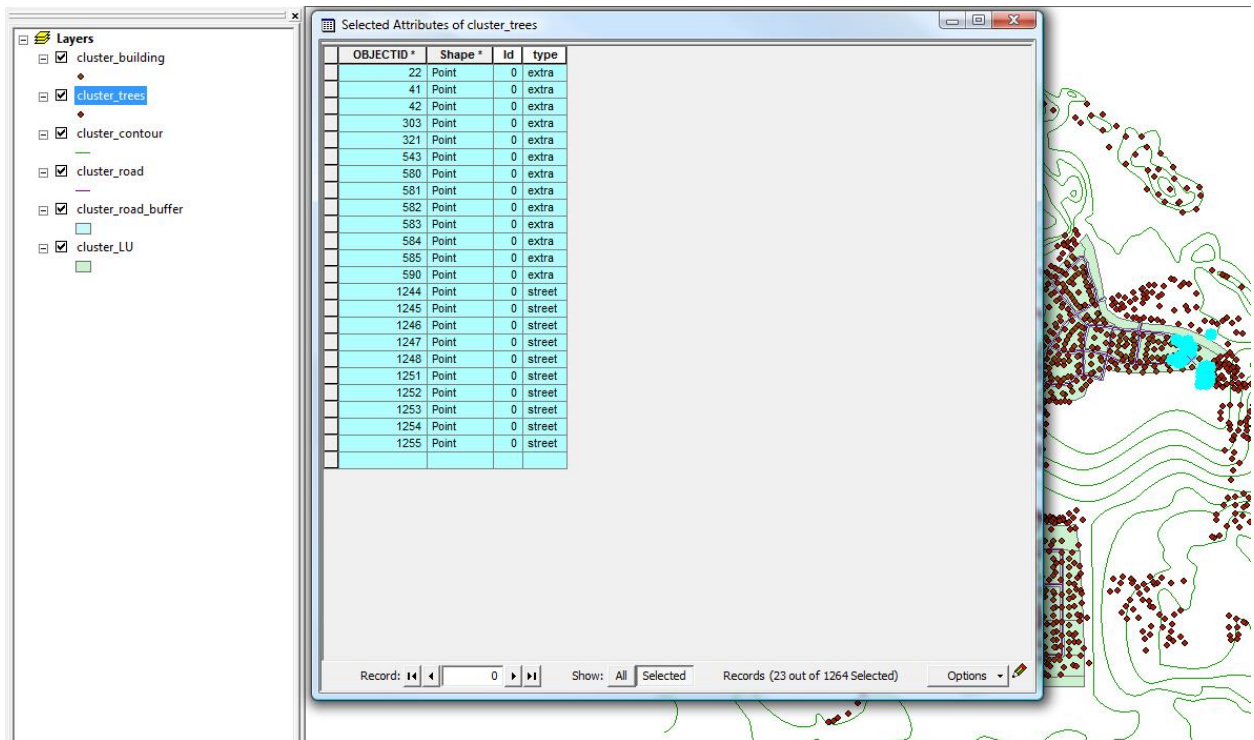 Layers
cluster_building
cluster_trees
cluster_contour
cluster_road
cluster_road_buffer
cluster_LU
Selected Attributes of cluster_trees
OBJECTID * Shape * Id type
22 Point 0 extra
41 Point 0 extra
42 Point 0 extra
303 Point 0 extra
321 Point 0 extra
543 Point 0 extra
580 Point 0 extra
581 Point 0 extra
582 Point 0 extra
583 Point 0 extra
584 Point 0 extra
585 Point 0 extra
590 Point 0 extra
1244 Point 0 street
1245 Point 0 street
1246 Point 0 street
1247 Point 0 street
1248 Point 0 street
1251 Point 0 street
1252 Point 0 street
1253 Point 0 street
1254 Point 0 street
1255 Point 0 street
Record: 0 Show: All Selected Records (23 out of 1264 Selected) Options